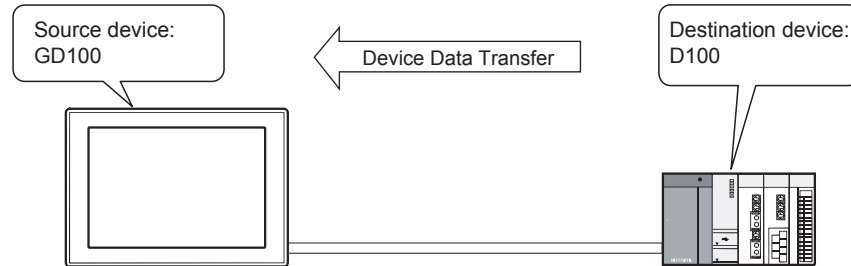 Source device:
GD100
Device Data Transfer
Destination device:
D100